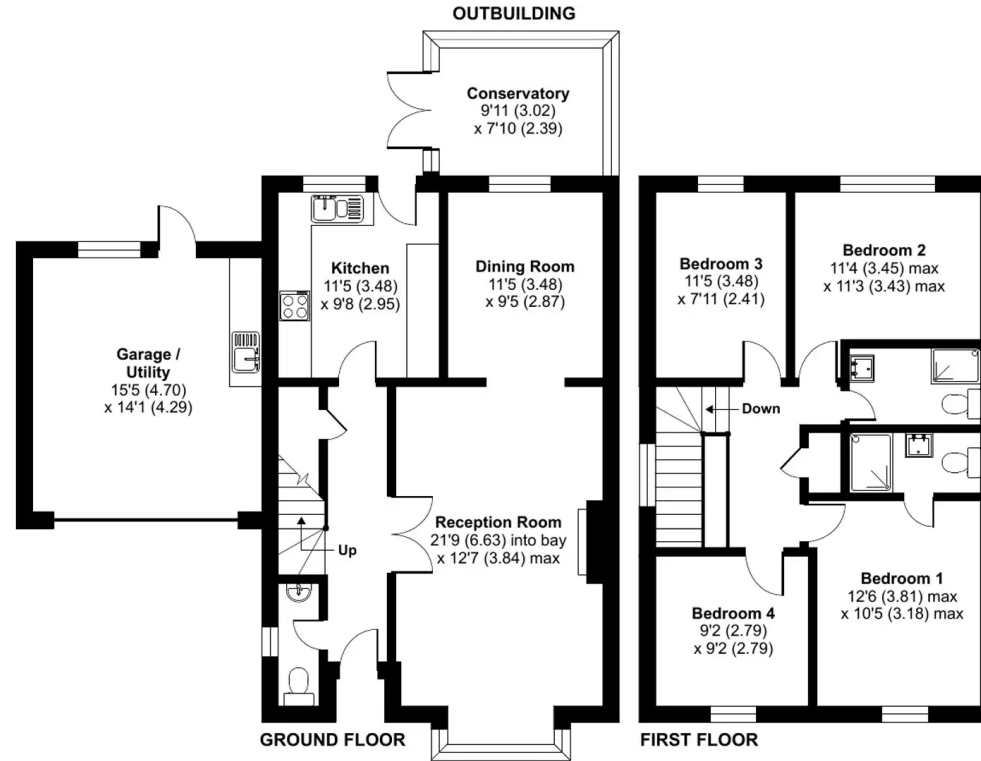 OUTBUILDING
Conservatory
9'11 (3.02)
x 7'10 (2.39)
Kitchen
11'5 (3.48)
x 9'8 (2.95)
Dining Room
11'5 (3.48)
x 9'5 (2.87)
Garage /
Utility
15'5 (4.70)
x 14'1 (4.29)
Up
Reception Room
21'9 (6.63) into bay
x 12'7 (3.84) max
GROUND FLOOR
Bedroom 3
11'5 (3.48)
x 7'11 (2.41)
Bedroom 2
11'4 (3.45) max
x 11'3 (3.43) max
Down
Bedroom 4
9'2 (2.79)
x 9'2 (2.79)
Bedroom 1
12'6 (3.81) max
x 10'5 (3.18) max
FIRST FLOOR